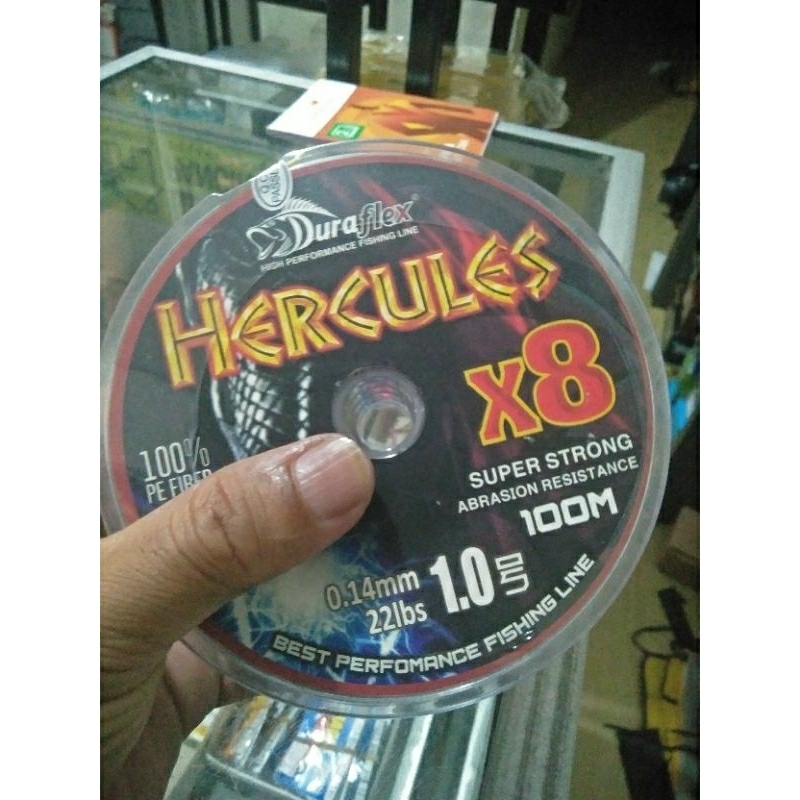 Q.C
PASS
Duraflex®
HIGH PERFORMANCE FISHING LINE
HERCULES
X8
100%
PE FIBER
SUPER STRONG
ABRASION RESISTANCE
100M
0.14mm
22lbs
1.0
BEST PERFOMANCE FISHING LINE